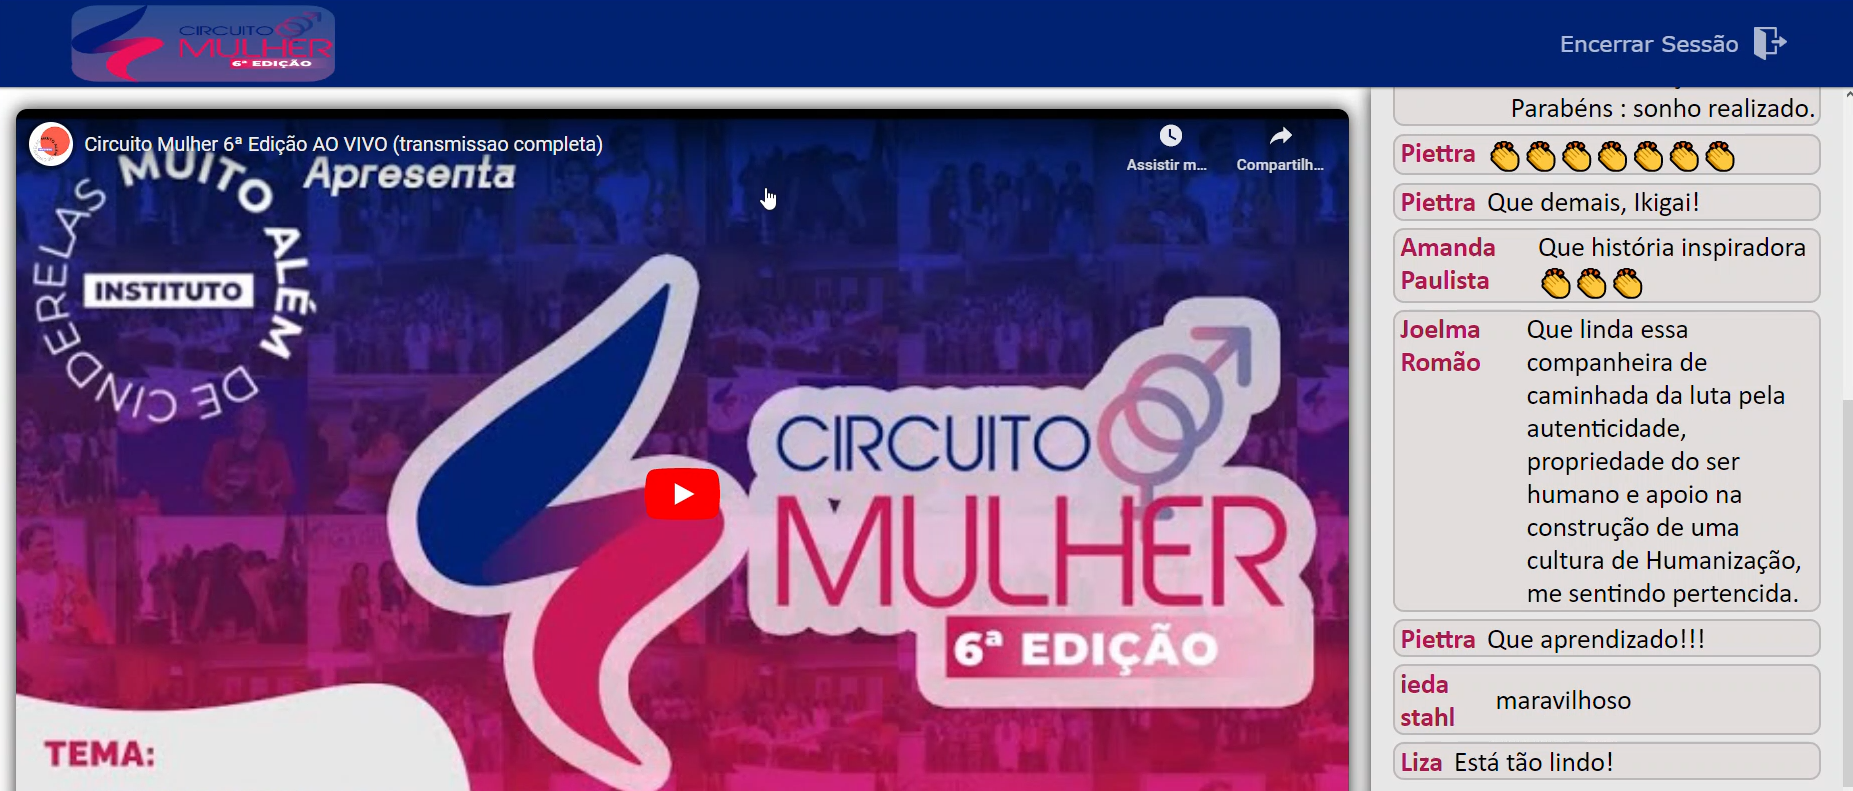 CIRCUITO
MULHER
6ª EDIÇÃO
Encerrar Sessão
Circuito Mulher 6ª Edição AO VIVO (transmissao completa)
Assistir m...
Compartilh...
MUITO ALÉM
DE CINDERELAS
INSTITUTO
Apresenta
CIRCUITO
MULHER
6ª EDIÇÃO
TEMA:
Parabéns : sonho realizado.
Piettra 👏👏👏👏👏👏👏
Piettra Que demais, Ikigai!
Amanda Que história inspiradora
Paulista 👏👏👏
Joelma Que linda essa
Romão companheira de
caminhada da luta pela
autenticidade,
propriedade do ser
humano e apoio na
construção de uma
cultura de Humanização,
me sentindo pertencida.
Piettra Que aprendizado!!!
ieda
stahl maravilhoso
Liza Está tão lindo!